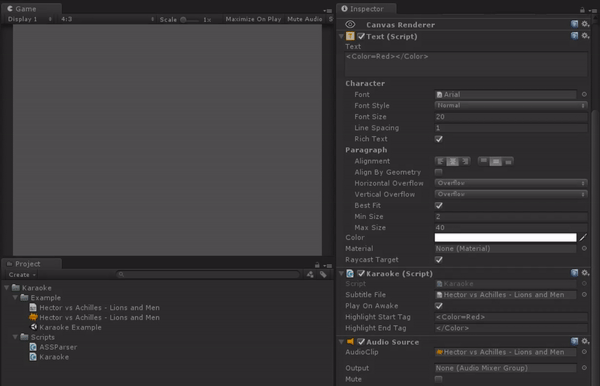 Game
Display 1
4:3
Scale
1x
Maximize On Play
Mute Audio
S
Project
Create
Karaoke
Example
Hector vs Achilles - Lions and Men
Hector vs Achilles - Lions and Men
Karaoke Example
Scripts
ASSParser
Karaoke
Inspector
Canvas Renderer
Text (Script)
Text
<Color=Red></Color>
Character
Font
Arial
Font Style
Normal
Font Size
20
Line Spacing
1
Rich Text
Paragraph
Alignment
Align By Geometry
Horizontal Overflow
Overflow
Vertical Overflow
Overflow
Best Fit
Min Size
2
Max Size
40
Color
Material
None (Material)
Raycast Target
Karaoke (Script)
Script
Karaoke
Subtitle File
Hector vs Achilles - Lions and Men
Play On Awake
Highlight Start Tag
<Color=Red>
Highlight End Tag
</Color>
Audio Source
AudioClip
Hector vs Achilles - Lions and Men
Output
None (Audio Mixer Group)
Mute